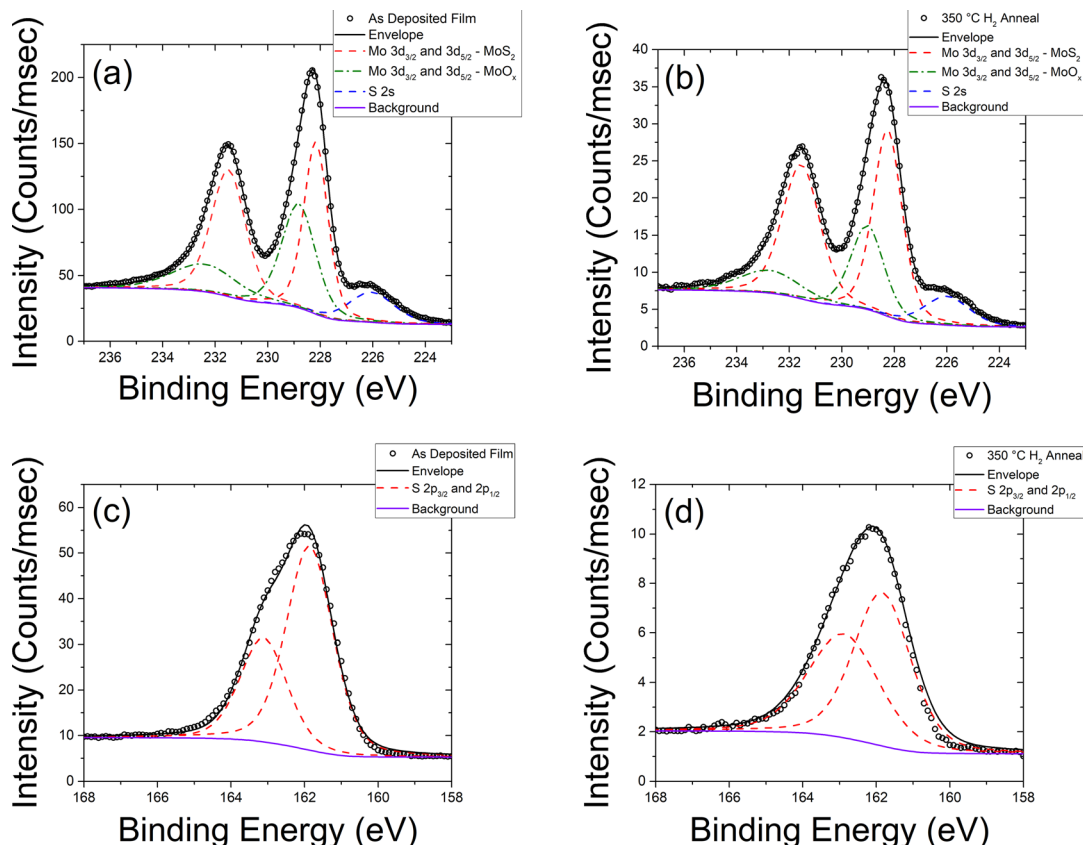 As Deposited Film
Envelope
Mo 3d3/2 and 3d5/2 - MoS2
Mo 3d3/2 and 3d5/2 - MoOx
S 2s
Background
(a)
200
150
100
50
0
236 234 232 230 228 226 224
Binding Energy (eV)
Intensity (Counts/msec)
350 °C H2 Anneal
Envelope
Mo 3d3/2 and 3d5/2 - MoS2
Mo 3d3/2 and 3d5/2 - MoOx
S 2s
Background
(b)
40
35
30
25
20
15
10
5
0
236 234 232 230 228 226 224
Binding Energy (eV)
Intensity (Counts/msec)
As Deposited Film
Envelope
S 2p3/2 and 2p1/2
Background
(c)
60
50
40
30
20
10
0
168 166 164 162 160 158
Binding Energy (eV)
Intensity (Counts/msec)
350 °C H2 Anneal
Envelope
S 2p3/2 and 2p1/2
Background
(d)
12
10
8
6
4
2
0
168 166 164 162 160 158
Binding Energy (eV)
Intensity (Counts/msec)